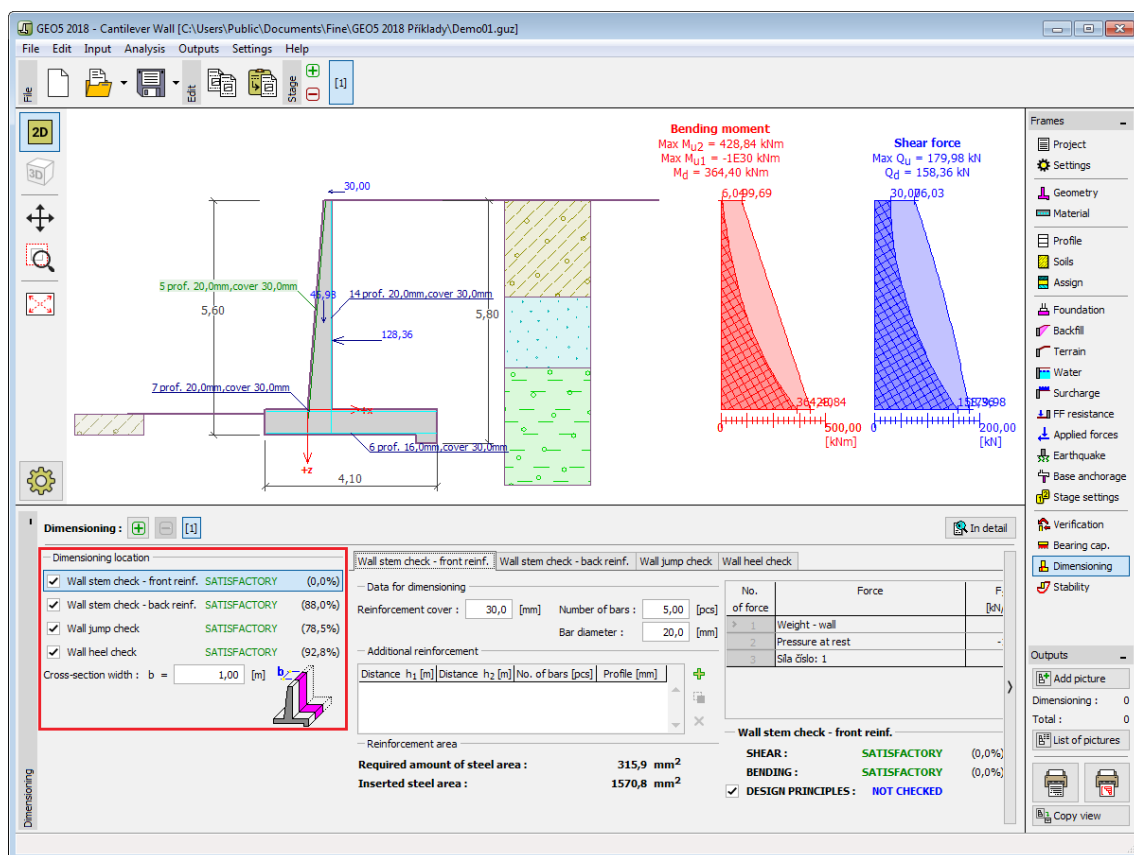 GEO5 2018 - Cantilever Wall [C:\Users\Public\Documents\Fine\GEO5 2018 Příklady\Demo01.guz]
File Edit Input Analysis Outputs Settings Help
File
Edit
Stage
[1]
2D
3D
30,00
5 prof. 20,0mm,cover 30,0mm
14 prof. 20,0mm,cover 30,0mm
5,60
5,80
128,36
7 prof. 20,0mm,cover 30,0mm
+x
6 prof. 16,0mm,cover 30,0mm
+z
4,10
Bending moment
Max Mu2 = 428,84 kNm
Max Mu1 = -1E30 kNm
Md = 364,40 kNm
0
500,00
[kNm]
Shear force
Max Qu = 179,98 kN
Qd = 158,36 kN
0
200,00
[kN]
Frames
Project
Settings
Geometry
Material
Profile
Soils
Assign
Foundation
Backfill
Terrain
Water
Surcharge
FF resistance
Applied forces
Earthquake
Base anchorage
Stage settings
Verification
Bearing cap.
Dimensioning
Stability
Outputs
Add picture
Dimensioning : 0
Total : 0
List of pictures
Copy view
Dimensioning
Dimensioning : [1]
In detail
Dimensioning location
Wall stem check - front reinf. SATISFACTORY (0,0%)
Wall stem check - back reinf. SATISFACTORY (88,0%)
Wall jump check SATISFACTORY (78,5%)
Wall heel check SATISFACTORY (92,8%)
Cross-section width : b = 1,00 [m]
b
Wall stem check - front reinf. Wall stem check - back reinf. Wall jump check Wall heel check
Data for dimensioning
Reinforcement cover : 30,0 [mm] Number of bars : 5,00 [pcs]
Bar diameter : 20,0 [mm]
Additional reinforcement
Distance h1 [m] Distance h2 [m] No. of bars [pcs] Profile [mm]
Reinforcement area
Required amount of steel area : 315,9 mm2
Inserted steel area : 1570,8 mm2
No. Force
of force [kN/
> 1 Weight - wall
2 Pressure at rest
3 Síla číslo: 1
Wall stem check - front reinf.
SHEAR : SATISFACTORY (0,0%)
BENDING : SATISFACTORY (0,0%)
DESIGN PRINCIPLES : NOT CHECKED